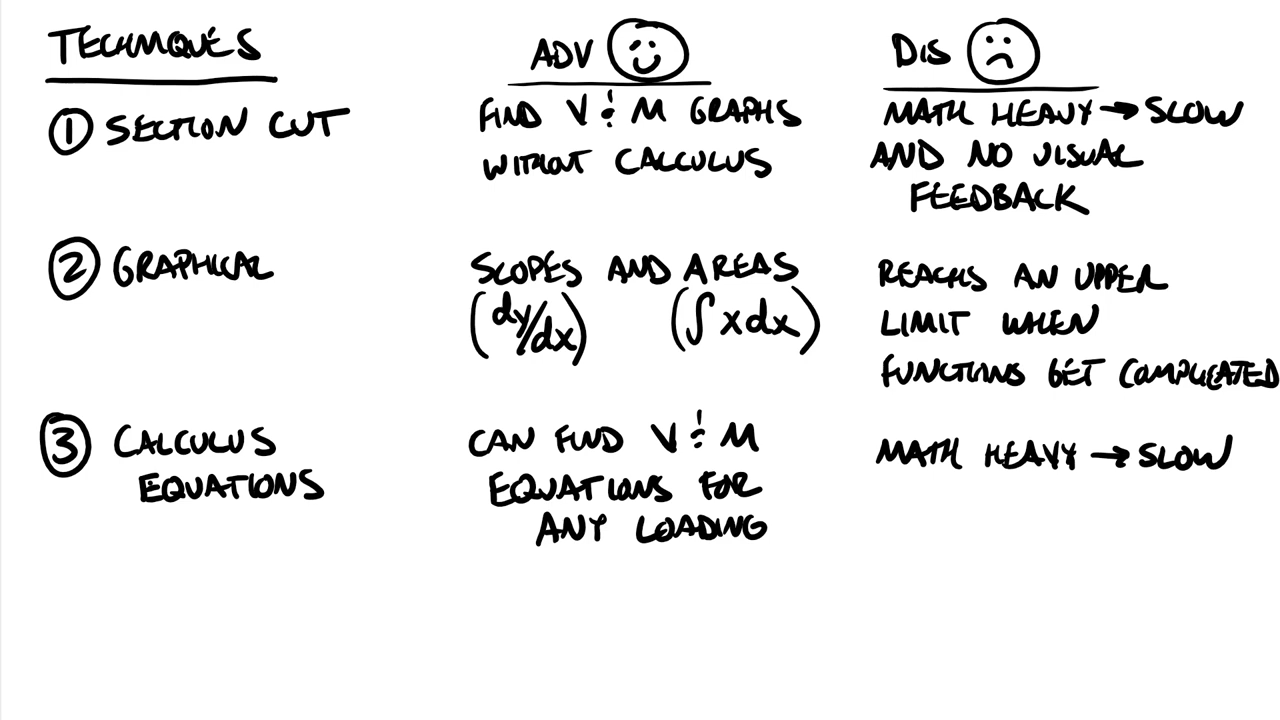 TECHNIQUES
ADV
DIS
① SECTION CUT
FIND V & M GRAPHS
WITHOUT CALCULUS
MATH HEAVY → SLOW
AND NO VISUAL
FEEDBACK
② GRAPHICAL
SLOPES AND AREAS
(dy/dx) (∫ x dx)
REACHS AN UPPER
LIMIT WHEN
FUNCTIONS GET COMPLICATED
③ CALCULUS
EQUATIONS
CAN FIND V & M
EQUATIONS FOR
ANY LOADING
MATH HEAVY → SLOW